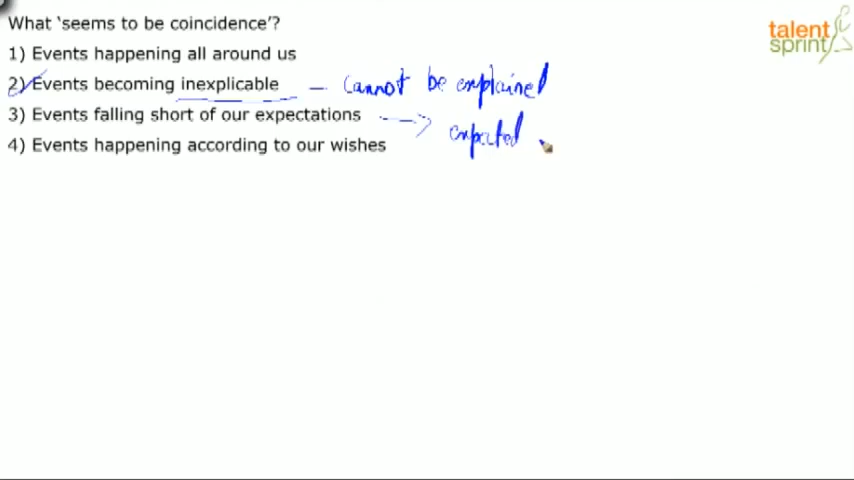 What ‘seems to be coincidence’?
talent
sprint
1) Events happening all around us
2) Events becoming inexplicable – cannot be explained
3) Events falling short of our expectations --> expected
4) Events happening according to our wishes